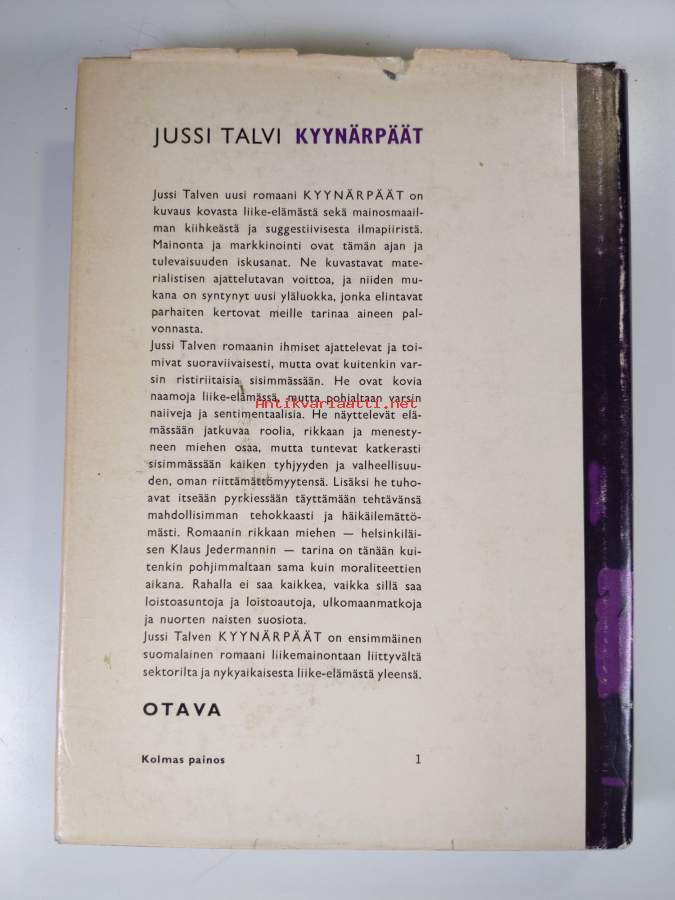 JUSSI TALVI KYYNÄRPÄÄT
Jussi Talven uusi romaani KYYNÄRPÄÄT on
kuvaus kovasta liike-elämästä sekä mainosmaail-
man kiihkeästä ja suggestiivisesta ilmapiiristä.
Mainonta ja markkinointi ovat tämän ajan ja
tulevaisuuden iskusanat. Ne kuvastavat mate-
rialistisen ajattelutavan voittoa, ja niiden mu-
kana on syntynyt uusi yläluokka, jonka elintavat
parhaiten kertovat meille tarinaa aineen pal-
vonnasta.
Jussi Talven romaanin ihmiset ajattelevat ja toi-
mivat suoraviivaisesti, mutta ovat kuitenkin var-
sin ristiriitaisia sisimmässään. He ovat kovia
naamoja liike-elämässä, mutta pohjaltaan varsin
naiiveja ja sentimentaalisia. He näyttelevät elä-
Antikvariaatti.net
mässään jatkuvaa roolia, rikkaan ja menesty-
neen miehen osaa, mutta tuntevat katkerasti
sisimmässään kaiken tyhjyyden ja valheellisuu-
den, oman riittämättömyytensä. Lisäksi he tuho-
avat itseään pyrkiessään täyttämään tehtävänsä
mahdollisimman tehokkaasti ja häikäilemättö-
mästi. Romaanin rikkaan miehen — helsinkiläi-
sen Klaus Jedermannin — tarina on tänään kui-
tenkin pohjimmaltaan sama kuin moraliteettien
aikana. Rahalla ei saa kaikkea, vaikka sillä saa
loistoasuntoja ja loistoautoja, ulkomaanmatkoja
ja nuorten naisten suosiota.
Jussi Talven KYYNÄRPÄÄT on ensimmäinen
suomalainen romaani liikemainontaan liittyvältä
sektorilta ja nykyaikaisesta liike-elämästä yleensä.
OTAVA
Kolmas painos 1